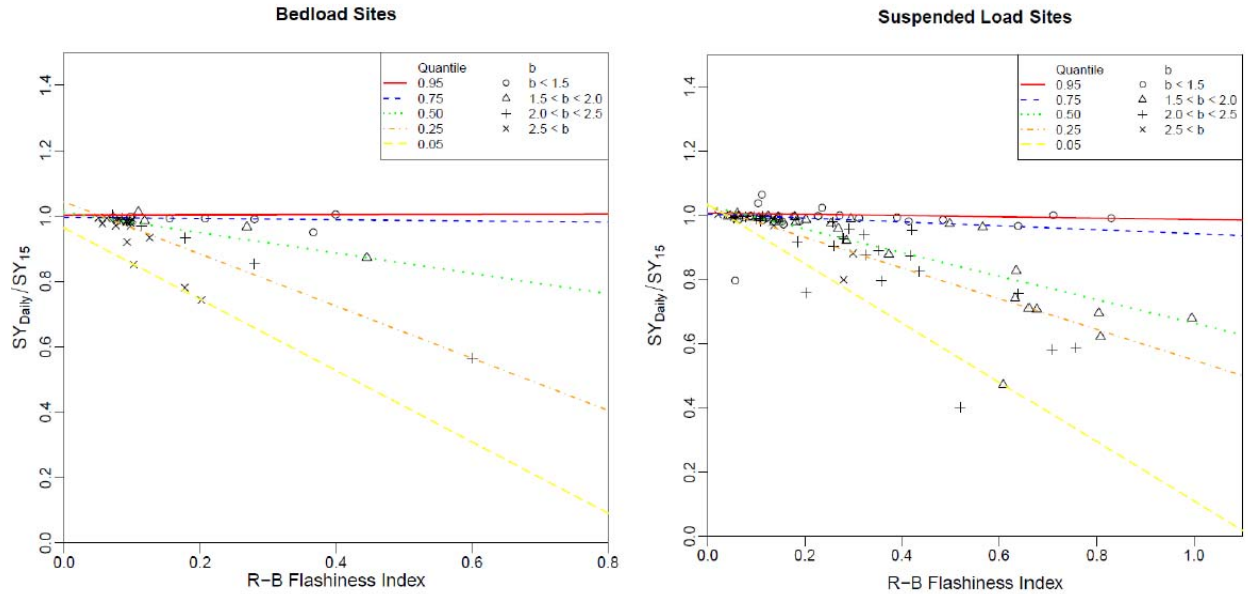 Bedload Sites
Quantile b
0.95 b < 1.5
0.75 1.5 < b < 2.0
0.50 2.0 < b < 2.5
0.25 2.5 < b
0.05
SY_Daily/SY_15
0.0 0.2 0.4 0.6 0.8 1.0 1.2 1.4
0.0 0.2 0.4 0.6 0.8
R−B Flashiness Index
Suspended Load Sites
Quantile b
0.95 b < 1.5
0.75 1.5 < b < 2.0
0.50 2.0 < b < 2.5
0.25 2.5 < b
0.05
SY_Daily/SY_15
0.0 0.2 0.4 0.6 0.8 1.0 1.2 1.4
0.0 0.2 0.4 0.6 0.8 1.0
R−B Flashiness Index